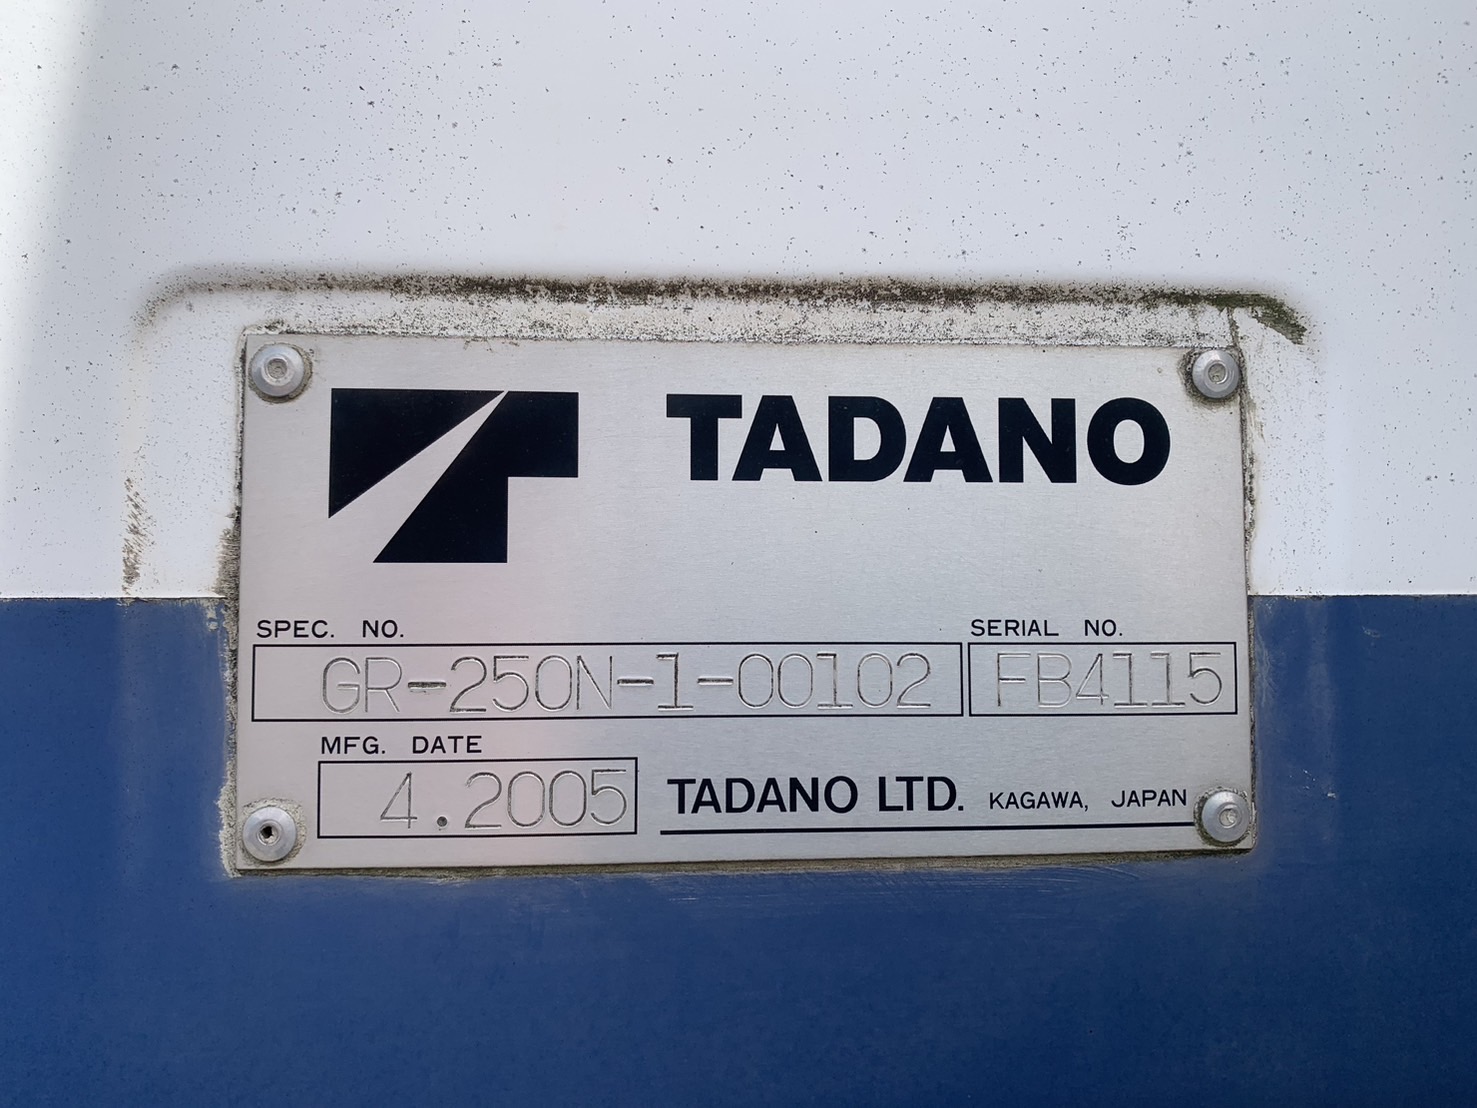 TADANO
SPEC. NO. SERIAL NO.
GR-250N-1-00102 FB4115
MFG. DATE
4.2005 TADANO LTD. KAGAWA, JAPAN